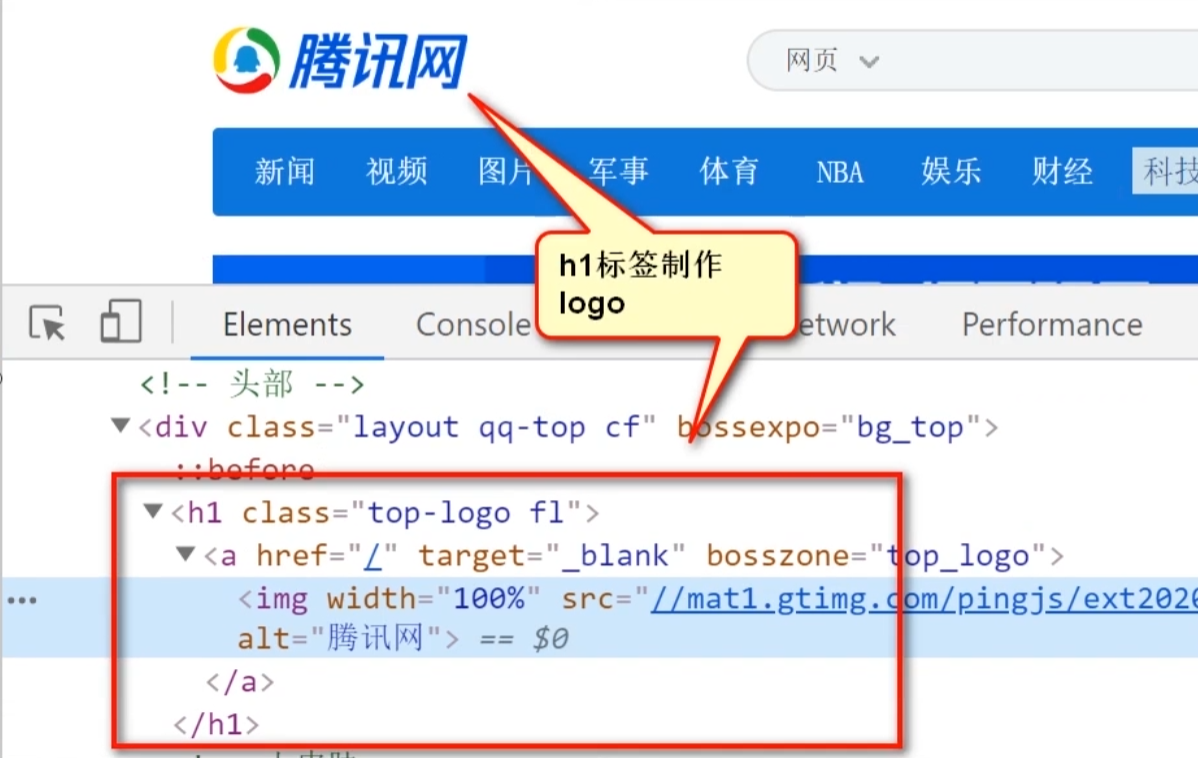 腾讯网
网页
新闻 视频 图片 军事 体育 NBA 娱乐 财经 科技
h1标签制作
logo
Elements Console etwork Performance
<!-- 头部 -->
<div class="layout qq-top cf" bossexpo="bg_top">
::before
<h1 class="top-logo fl">
<a href="/" target="_blank" bosszone="top_logo">
<img width="100%" src="//mat1.gtimg.com/pingjs/ext2020
alt="腾讯网"> == $0
</a>
</h1>